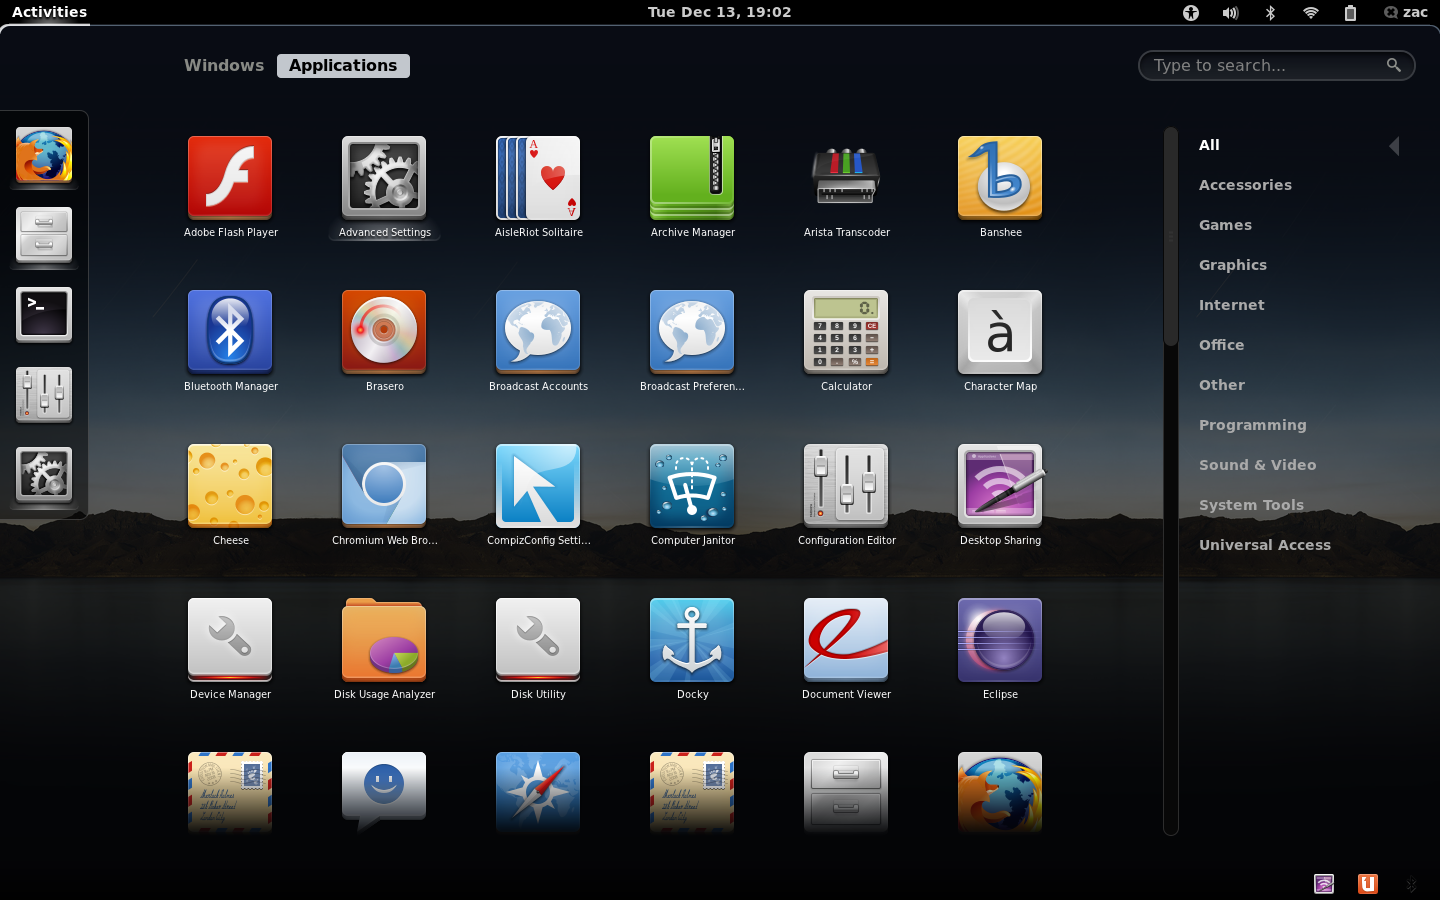 Activities
Tue Dec 13, 19:02
zac
Windows
Applications
Type to search...
Adobe Flash Player
Advanced Settings
AisleRiot Solitaire
Archive Manager
Arista Transcoder
Banshee
Bluetooth Manager
Brasero
Broadcast Accounts
Broadcast Preferen...
Calculator
Character Map
Cheese
Chromium Web Bro...
CompizConfig Setti...
Computer Janitor
Configuration Editor
Desktop Sharing
Device Manager
Disk Usage Analyzer
Disk Utility
Docky
Document Viewer
Eclipse
All
Accessories
Games
Graphics
Internet
Office
Other
Programming
Sound & Video
System Tools
Universal Access